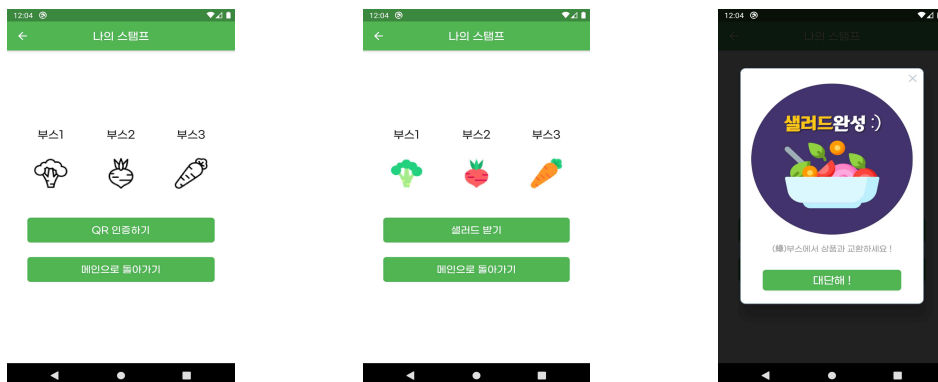 12:04
나의 스탬프
부스1 부스2 부스3
QR 인증하기
메인으로 돌아가기
12:04
나의 스탬프
부스1 부스2 부스3
샐러드 받기
메인으로 돌아가기
12:04
나의 스탬프
샐러드완성 :)
부스에서 상품과 교환하세요 !
대단해 !